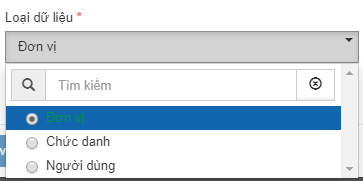 Loại dữ liệu *
Đơn vị
Tìm kiếm
Đơn vị
Chức danh
Người dùng